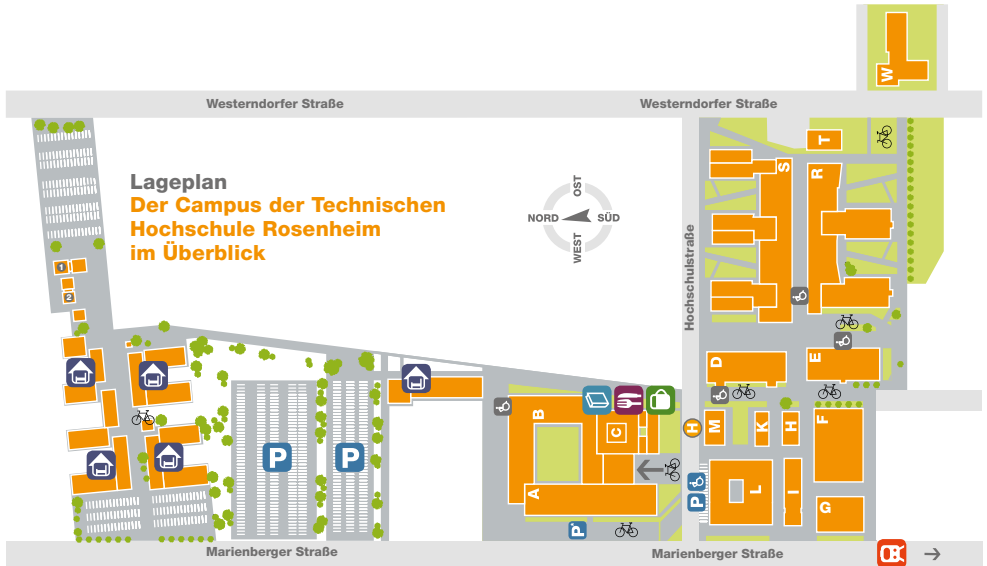 W
Westerndorfer Straße
Westerndorfer Straße
T
S
R
Lageplan
Der Campus der Technischen
Hochschule Rosenheim
im Überblick
OST
NORD
SÜD
WEST
Hochschulstraße
1
2
D
E
B
C
H
M
K
H
F
P
P
A
L
I
G
P
P
Marienberger Straße
Marienberger Straße